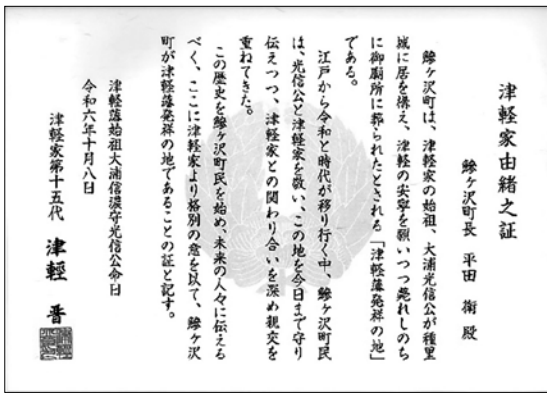 津軽家由緒之証
鰺ヶ沢町長 平田 衛 殿
鰺ヶ沢町は、津軽家の始祖、大浦光信公が種里
城に居を構え、津軽の安寧を願いつつ薨れしのち
に御廟所に葬られたとされる「津軽藩発祥の地」
である。
江戸から令和と時代が移り行く中、鰺ヶ沢町民
は、光信公と津軽家を敬い、この地を今日まで守り
伝えつつ、津軽家との関わり合いを深め親交を
重ねてきた。
この歴史を鰺ヶ沢町民を始め、未来の人々に伝える
べく、ここに津軽家より格別の意を以て、鰺ヶ沢
町が津軽藩発祥の地であることの証と記す。
津軽藩始祖大浦信濃守光信公命日
令和六年十月八日
津軽家第十五代 津軽 晋